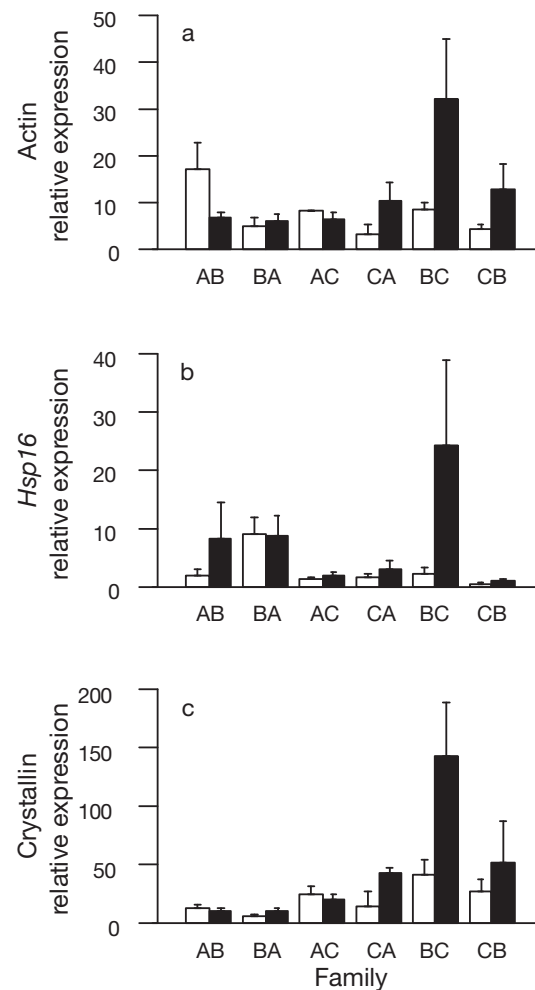 a
Actin
relative expression
50
40
30
20
10
0
AB BA AC CA BC CB
b
Hsp16
relative expression
40
30
20
10
0
AB BA AC CA BC CB
c
Crystallin
relative expression
200
150
100
50
0
AB BA AC CA BC CB
Family